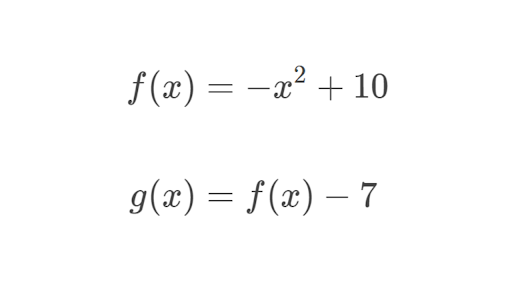 f(x) = −x² + 10
g(x) = f(x) − 7